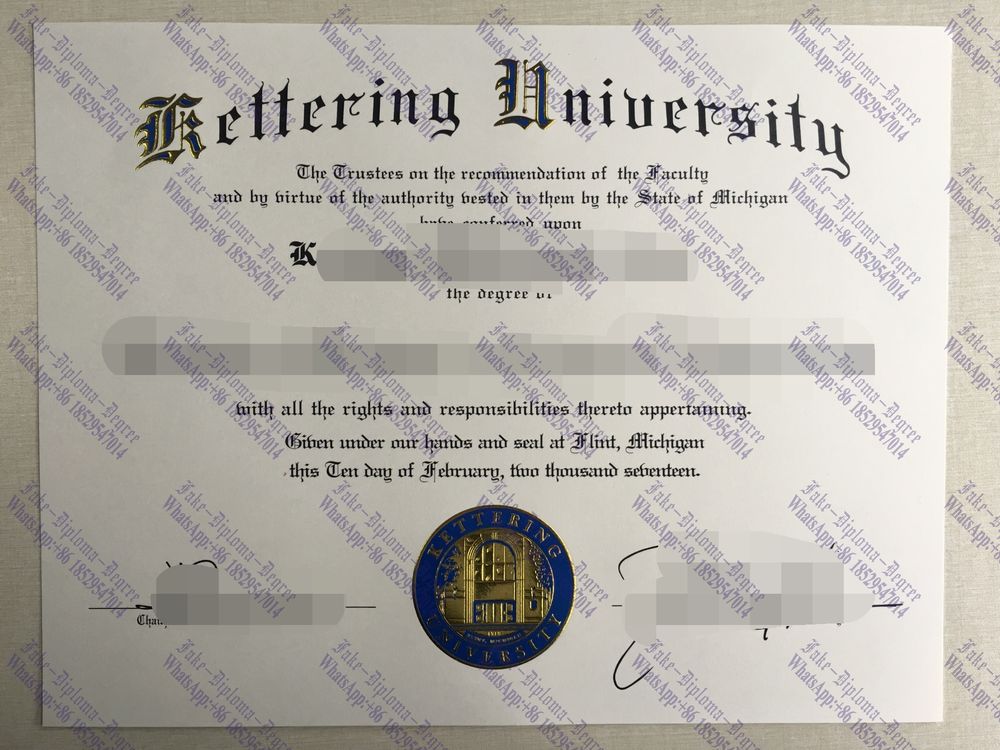 Kettering University
The Trustees on the recommendation of the Faculty
and by virtue of the authority vested in them by the State of Michigan
have conferred upon
K
the degree of
with all the rights and responsibilities thereto appertaining.
Given under our hands and seal at Flint, Michigan
this Ten day of February, two thousand seventeen.
KETTERING
UNIVERSITY
Fake-Diploma-Degree
WhatsApp:+86 18529547014